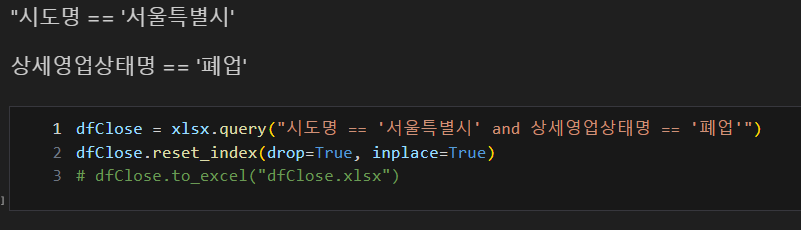 "시도명 == '서울특별시'
상세영업상태명 == '폐업'
1 dfClose = xlsx.query("시도명 == '서울특별시' and 상세영업상태명 == '폐업'")
2 dfClose.reset_index(drop=True, inplace=True)
3 # dfClose.to_excel("dfClose.xlsx")
]